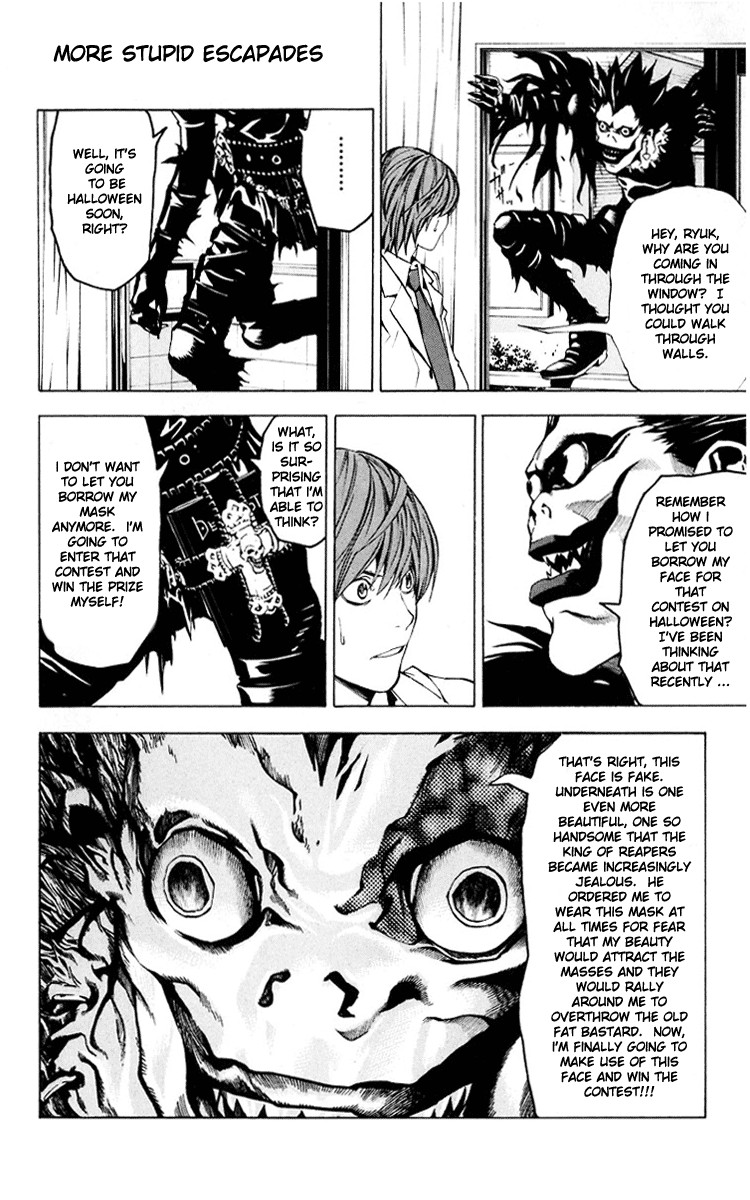 MORE STUPID ESCAPADES
HEY, RYUK,
WHY ARE YOU
COMING IN
THROUGH THE
WINDOW? I
THOUGHT YOU
COULD WALK
THROUGH
WALLS.
..........
WELL, IT'S
GOING
TO BE
HALLOWEEN
SOON,
RIGHT?
REMEMBER
HOW I
PROMISED TO
LET YOU
BORROW MY
FACE FOR
THAT
CONTEST ON
HALLOWEEN?
I'VE BEEN
THINKING
ABOUT THAT
RECENTLY ...
WHAT,
IS IT SO
SUR-
PRISING
THAT I'M
ABLE TO
THINK?
I DON'T WANT
TO LET YOU
BORROW MY
MASK
ANYMORE. I'M
GOING TO
ENTER THAT
CONTEST AND
WIN THE PRIZE
MYSELF!
THAT'S RIGHT, THIS
FACE IS FAKE.
UNDERNEATH IS ONE
EVEN MORE
BEAUTIFUL, ONE SO
HANDSOME THAT THE
KING OF REAPERS
BECAME INCREASINGLY
JEALOUS. HE
ORDERED ME TO
WEAR THIS MASK AT
ALL TIMES FOR FEAR
THAT MY BEAUTY
WOULD ATTRACT THE
MASSES AND THEY
WOULD RALLY
AROUND ME TO
OVERTHROW THE OLD
FAT BASTARD. NOW,
I'M FINALLY GOING TO
MAKE USE OF THIS
FACE AND WIN THE
CONTEST!!!